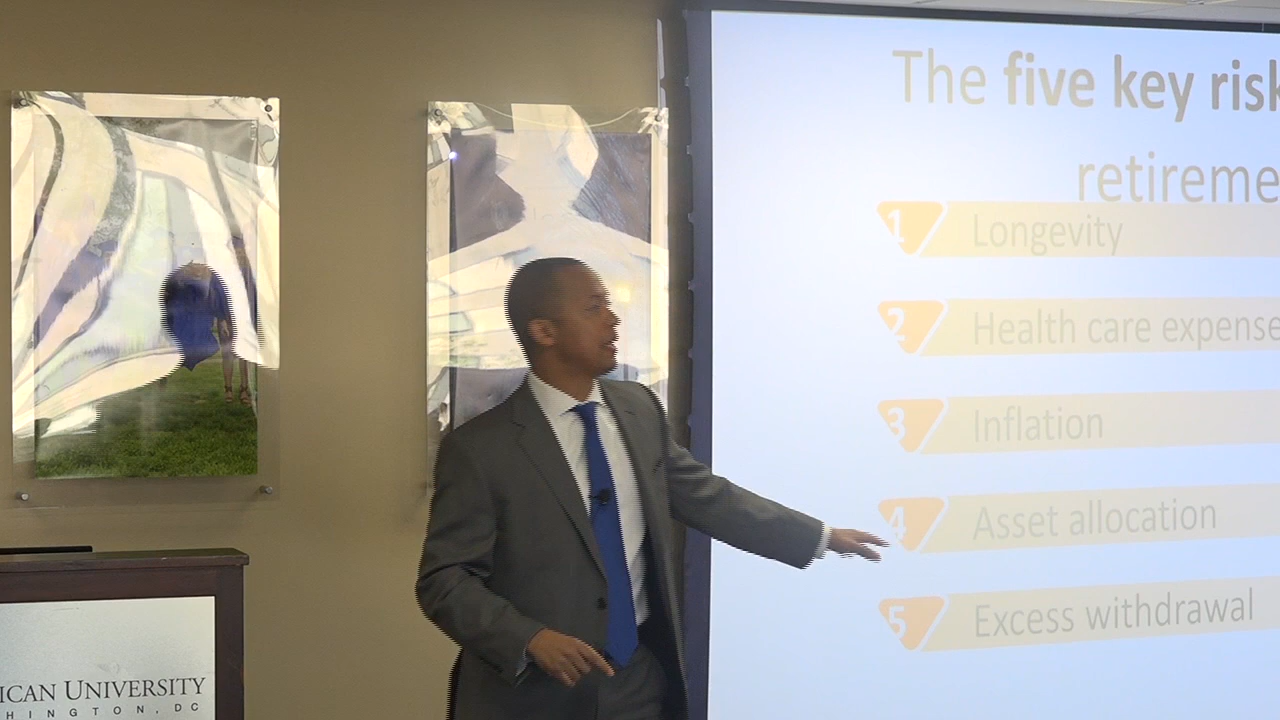 The five key risk
retireme
1 Longevity
2 Health care expense
3 Inflation
4 Asset allocation
5 Excess withdrawal
ICAN UNIVERSITY
HINGTON, DC